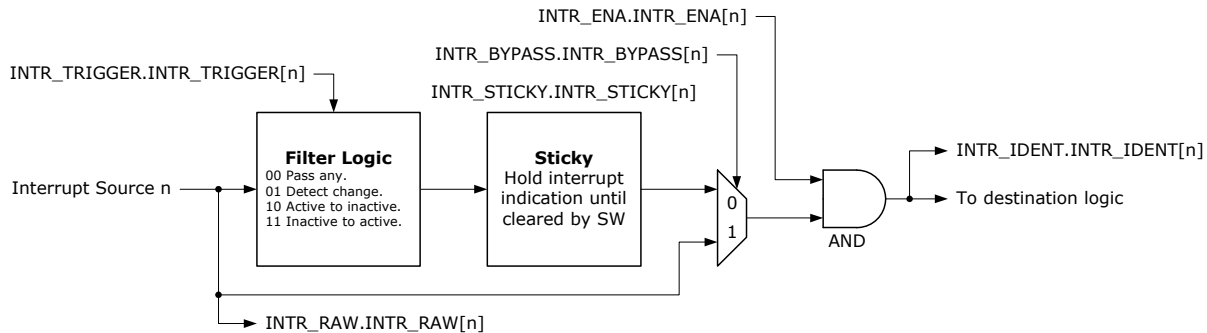 INTR_ENA.INTR_ENA[n]
INTR_BYPASS.INTR_BYPASS[n]
INTR_TRIGGER.INTR_TRIGGER[n]
INTR_STICKY.INTR_STICKY[n]
Filter Logic
00 Pass any.
01 Detect change.
10 Active to inactive.
11 Inactive to active.
Sticky
Hold interrupt
indication until
cleared by SW
Interrupt Source n
0
1
AND
INTR_IDENT.INTR_IDENT[n]
To destination logic
INTR_RAW.INTR_RAW[n]